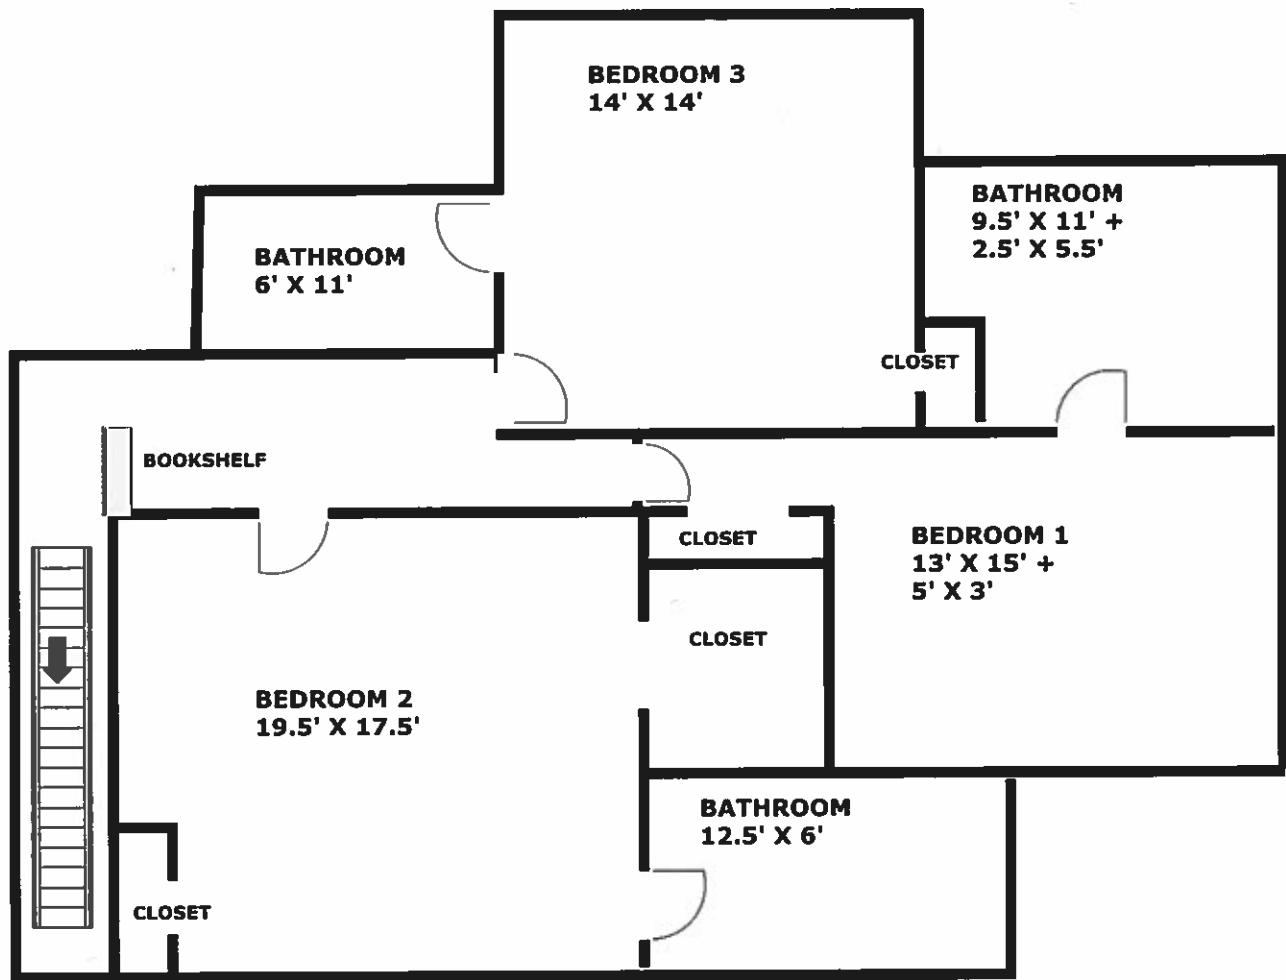 BEDROOM 3
14' X 14'
BATHROOM
9.5' X 11' +
2.5' X 5.5'
BATHROOM
6' X 11'
CLOSET
BOOKSHELF
CLOSET
BEDROOM 1
13' X 15' +
5' X 3'
CLOSET
BEDROOM 2
19.5' X 17.5'
BATHROOM
12.5' X 6'
CLOSET